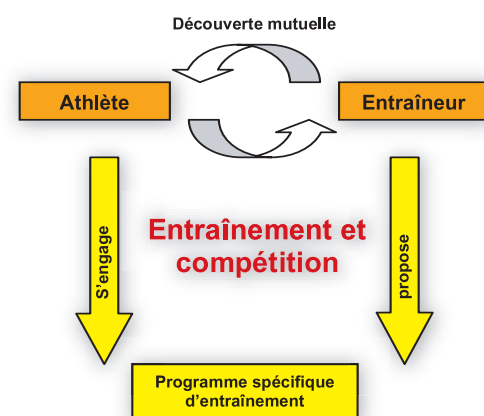 Découverte mutuelle
Athlète
Entraîneur
S'engage
Entraînement et
compétition
propose
Programme spécifique
d'entraînement